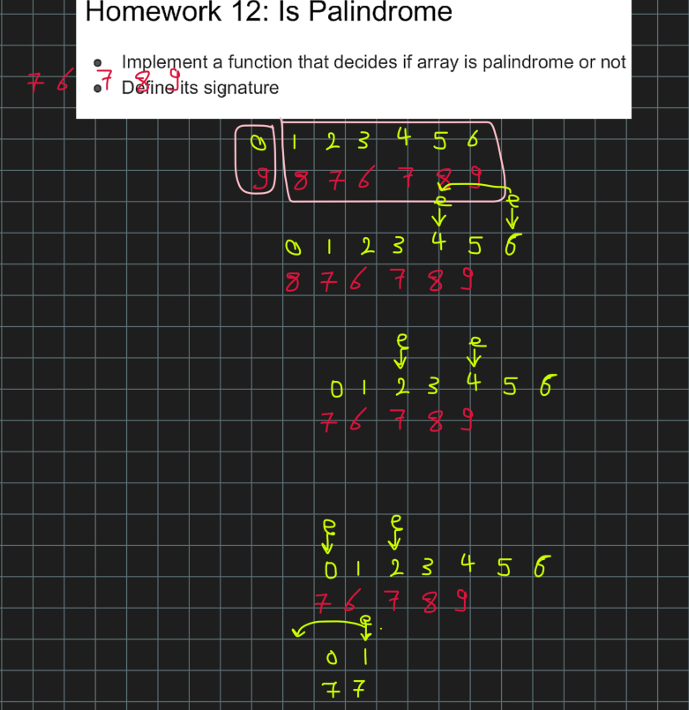 Homework 12: Is Palindrome
• Implement a function that decides if array is palindrome or not
• Define its signature
7 6 7 8 9
0 1 2 3 4 5 6
9 8 7 6 7 8 9
e e
0 1 2 3 4 5 6
8 7 6 7 8 9
e e
0 1 2 3 4 5 6
7 6 7 8 9
e e
0 1 2 3 4 5 6
7 6 7 8 9
e
0 1
7 7